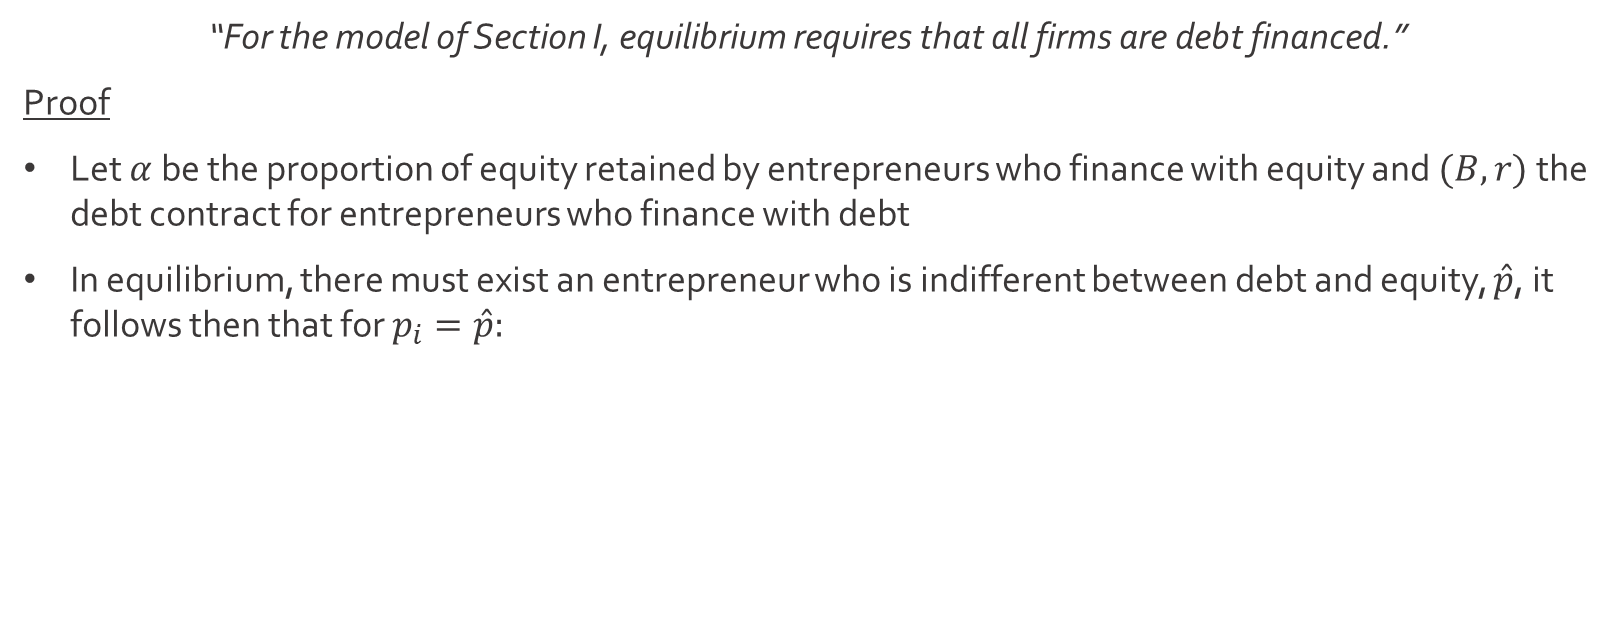 “For the model of Section I, equilibrium requires that all firms are debt financed.”
Proof
• Let α be the proportion of equity retained by entrepreneurs who finance with equity and (B, r) the
debt contract for entrepreneurs who finance with debt
• In equilibrium, there must exist an entrepreneur who is indifferent between debt and equity, p̂, it
follows then that for pᵢ = p̂: